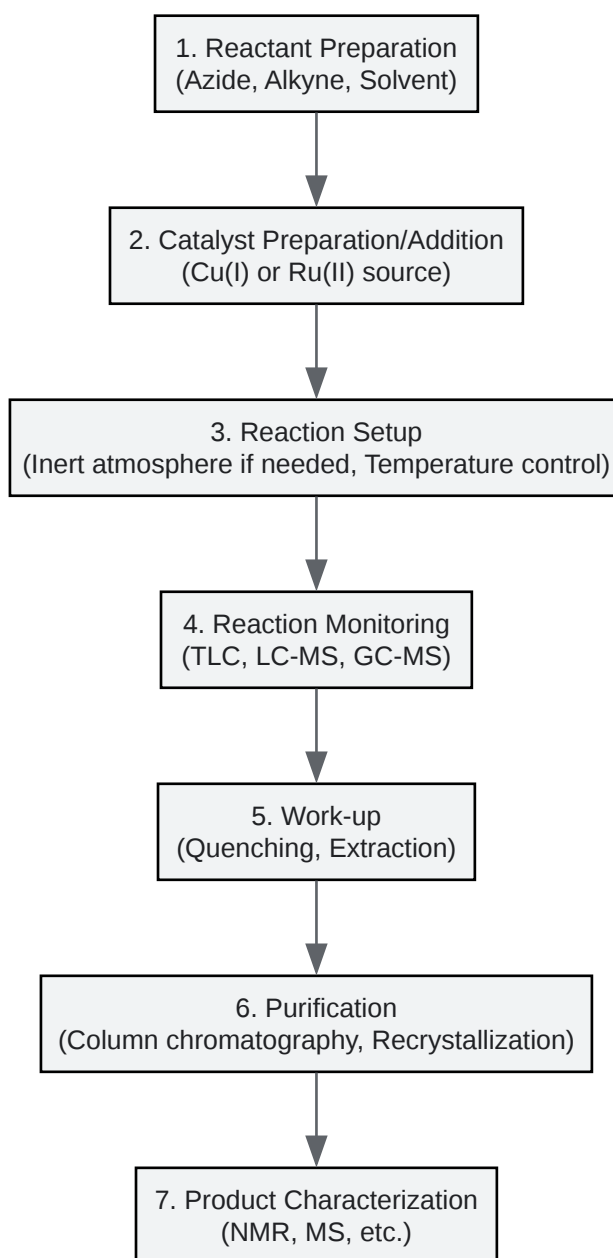 1. Reactant Preparation
(Azide, Alkyne, Solvent)
2. Catalyst Preparation/Addition
(Cu(I) or Ru(II) source)
3. Reaction Setup
(Inert atmosphere if needed, Temperature control)
4. Reaction Monitoring
(TLC, LC-MS, GC-MS)
5. Work-up
(Quenching, Extraction)
6. Purification
(Column chromatography, Recrystallization)
7. Product Characterization
(NMR, MS, etc.)